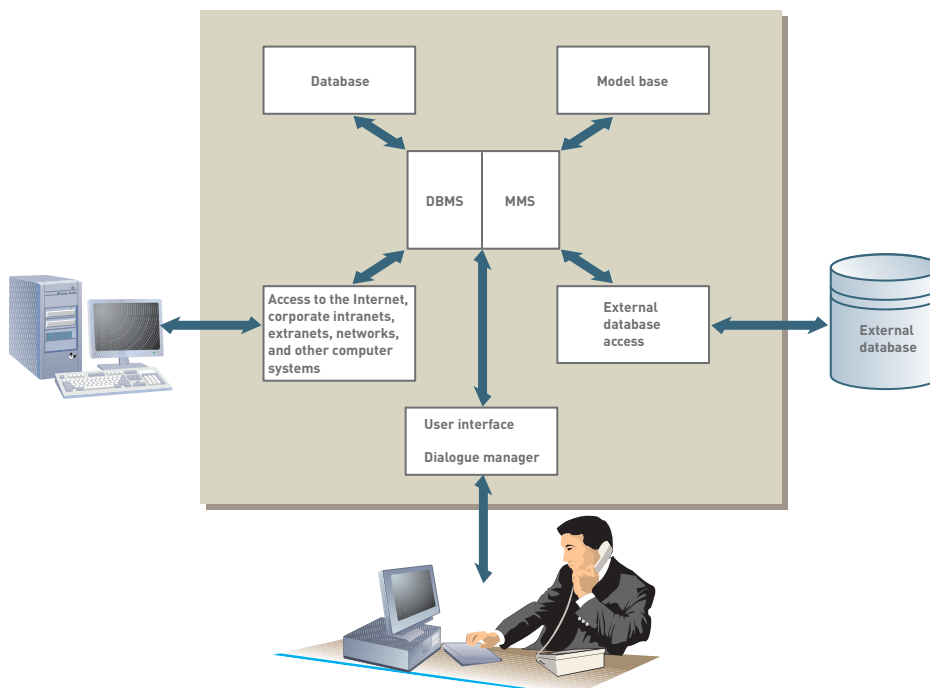 Database
Model base
DBMS
MMS
Access to the Internet,
corporate intranets,
extranets, networks,
and other computer
systems
External
database
access
External
database
User interface
Dialogue manager